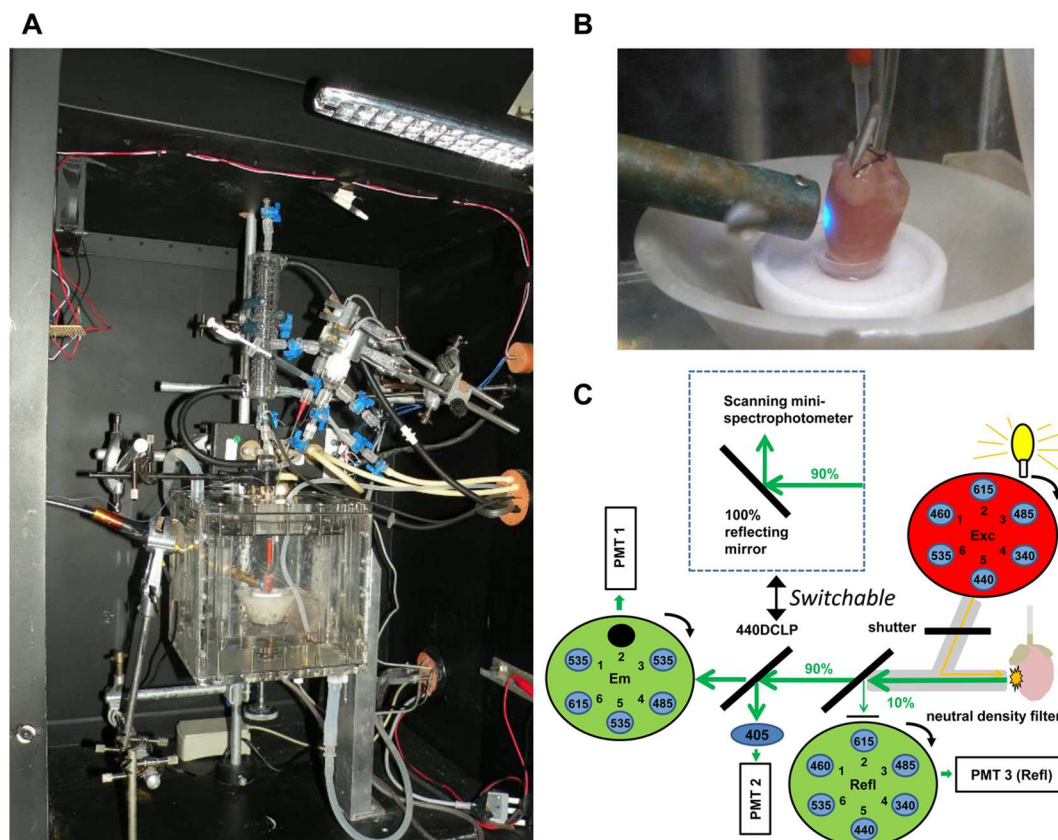 A
B
C
Scanning mini-
spectrophotometer
90%
100%
reflecting
mirror
PMT 1
Switchable
440DCLP
615
460
485
1
2
3
Exc
535
340
6
5
4
440
shutter
535
535
1
2
3
Em
615
485
6
5
4
535
90%
10%
neutral density filter
405
PMT 2
615
460
485
1
2
3
Refl
535
340
6
5
4
440
PMT 3 (Refl)